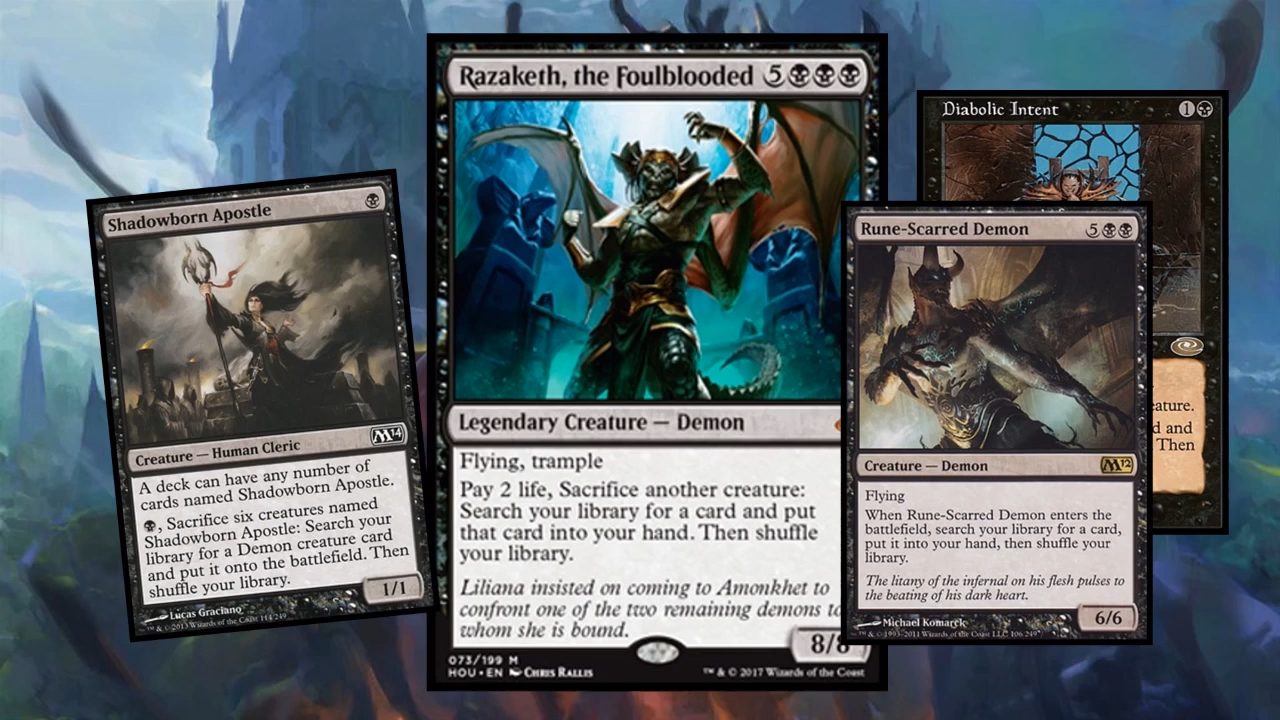 Shadowborn Apostle
M14
Creature — Human Cleric
A deck can have any number of
cards named Shadowborn Apostle.
, Sacrifice six creatures named
Shadowborn Apostle: Search your
library for a Demon creature card
and put it onto the battlefield. Then
shuffle your library.
1/1
Lucas Graciano
™ & © 2013 Wizards of the Coast 114/249
Razaketh, the Foulblooded 5
Legendary Creature — Demon
Flying, trample
Pay 2 life, Sacrifice another creature:
Search your library for a card and put
that card into your hand. Then shuffle
your library.
Liliana insisted on coming to Amonkhet to
confront one of the two remaining demons to
whom she is bound.
8/8
073/199 M
HOU • EN Chris Rallis
™ & © 2017 Wizards of the Coast
Diabolic Intent 1
eature.
d and
Then
Rune-Scarred Demon 5
Creature — Demon
M12
Flying
When Rune-Scarred Demon enters the
battlefield, search your library for a card,
put it into your hand, then shuffle your
library.
The litany of the infernal on his flesh pulses to
the beating of his dark heart.
6/6
Michael Komarck
™ & © 1993–2011 Wizards of the Coast LLC 106/249